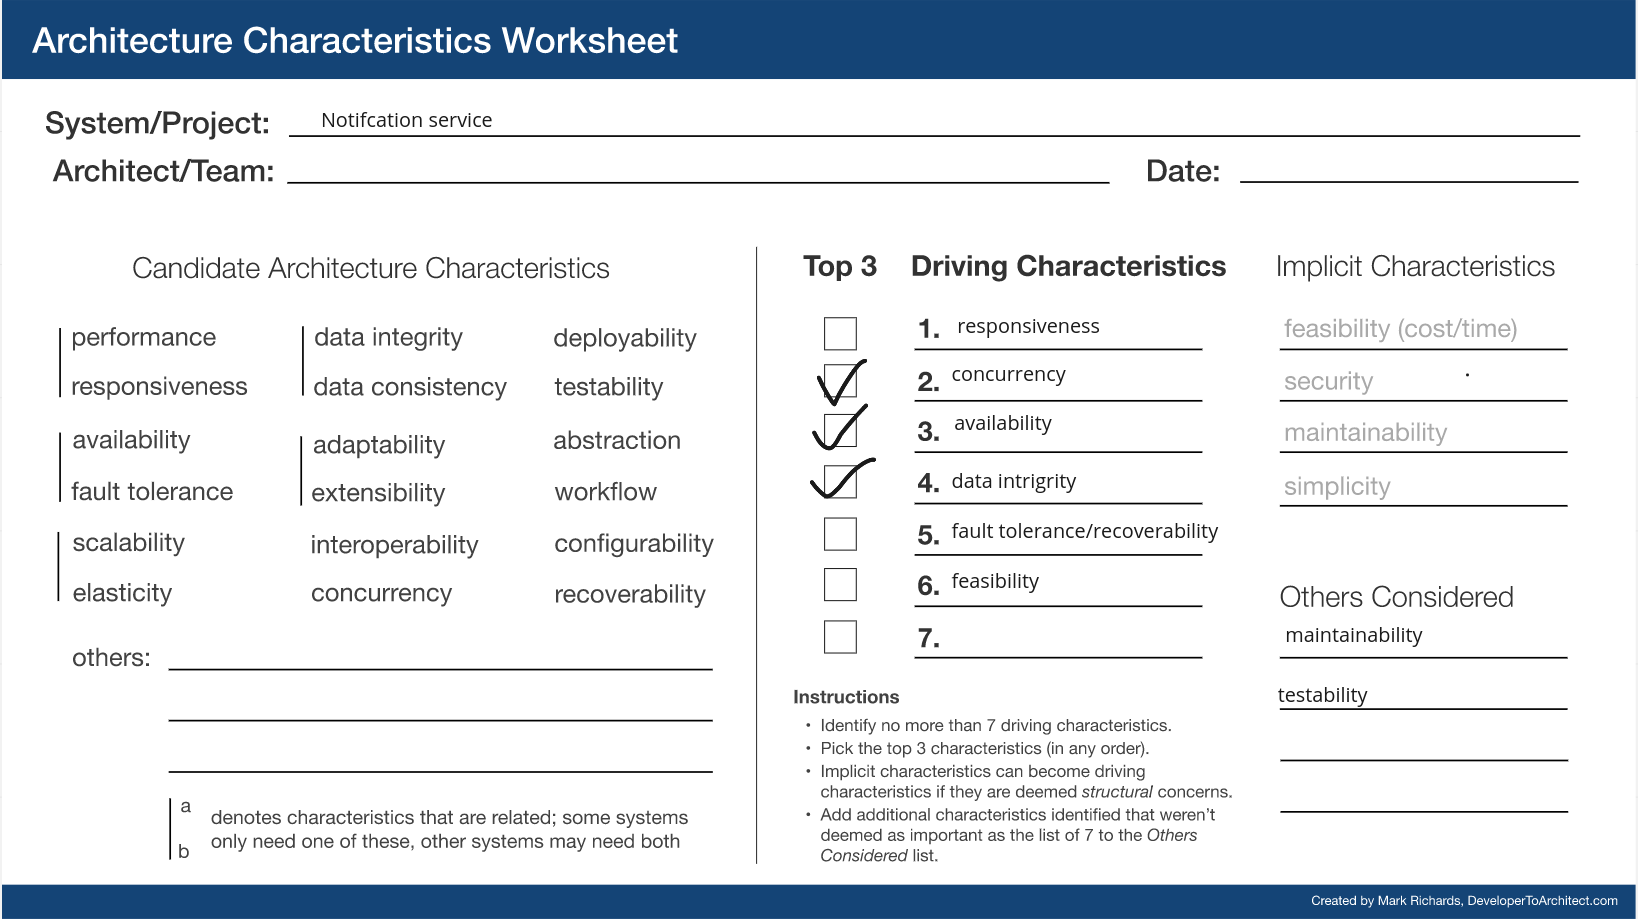 Architecture Characteristics Worksheet
System/Project: Notifcation service
Architect/Team:
Date:
Candidate Architecture Characteristics
performance
responsiveness
availability
fault tolerance
scalability
elasticity
data integrity
data consistency
adaptability
extensibility
interoperability
concurrency
deployability
testability
abstraction
workflow
configurability
recoverability
others:
a
b
denotes characteristics that are related; some systems
only need one of these, other systems may need both
Top 3
Driving Characteristics
1. responsiveness
2. concurrency
3. availability
4. data intrigrity
5. fault tolerance/recoverability
6. feasibility
7.
Instructions
• Identify no more than 7 driving characteristics.
• Pick the top 3 characteristics (in any order).
• Implicit characteristics can become driving
characteristics if they are deemed structural concerns.
• Add additional characteristics identified that weren't
deemed as important as the list of 7 to the Others
Considered list.
Implicit Characteristics
feasibility (cost/time)
security
maintainability
simplicity
Others Considered
maintainability
testability
Created by Mark Richards, DeveloperToArchitect.com